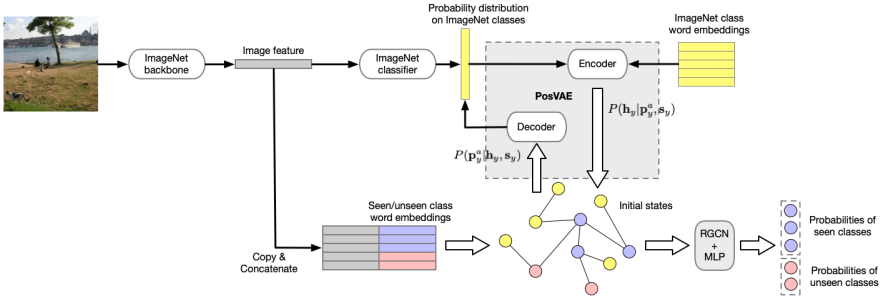 Probability distribution
on ImageNet classes
ImageNet class
word embeddings
ImageNet
backbone
Image feature
ImageNet
classifier
Encoder
PosVAE
Decoder
P(h_y|p_y^a, s_y)
P(p_y^a|h_y, s_y)
Seen/unseen class
word embeddings
Initial states
Copy &
Concatenate
RGCN
+
MLP
Probabilities of
seen classes
Probabilities of
unseen classes